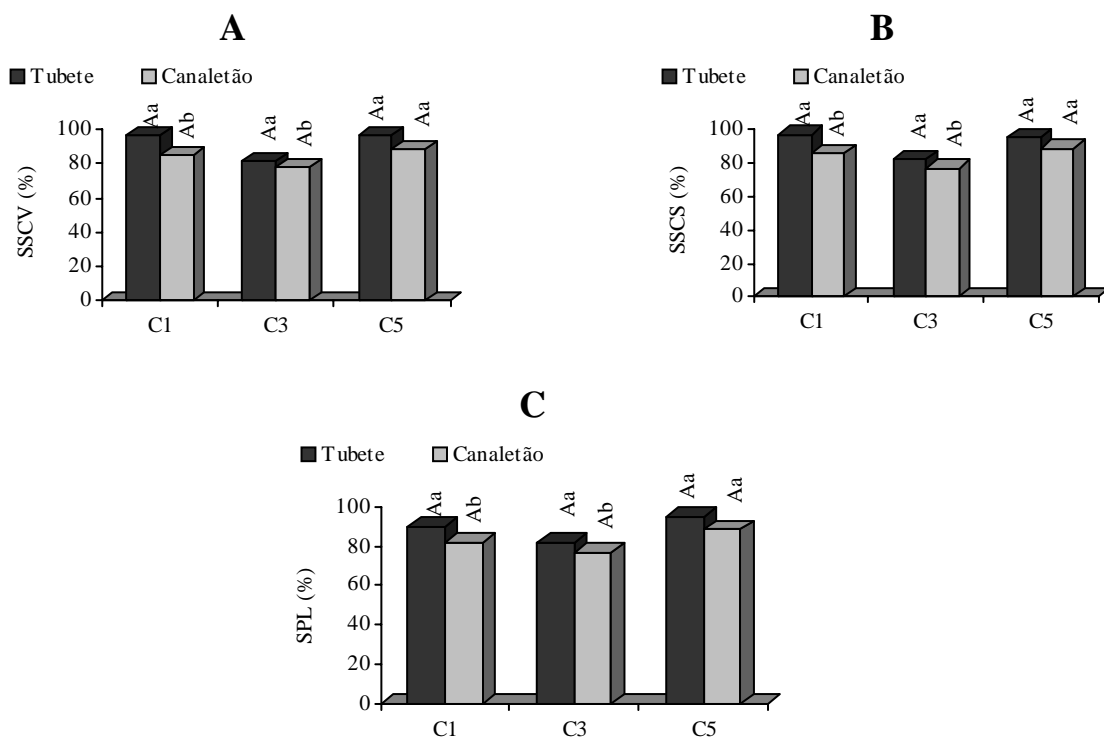 A
Tubete Canaletão
Aa Ab Aa Ab Aa Aa
SSCV (%)
100
80
60
40
20
0
C1 C3 C5
B
Tubete Canaletão
Aa Ab Aa Ab Aa Aa
SSCS (%)
100
80
60
40
20
0
C1 C3 C5
C
Tubete Canaletão
Aa Ab Aa Ab Aa Aa
SPL (%)
100
80
60
40
20
0
C1 C3 C5